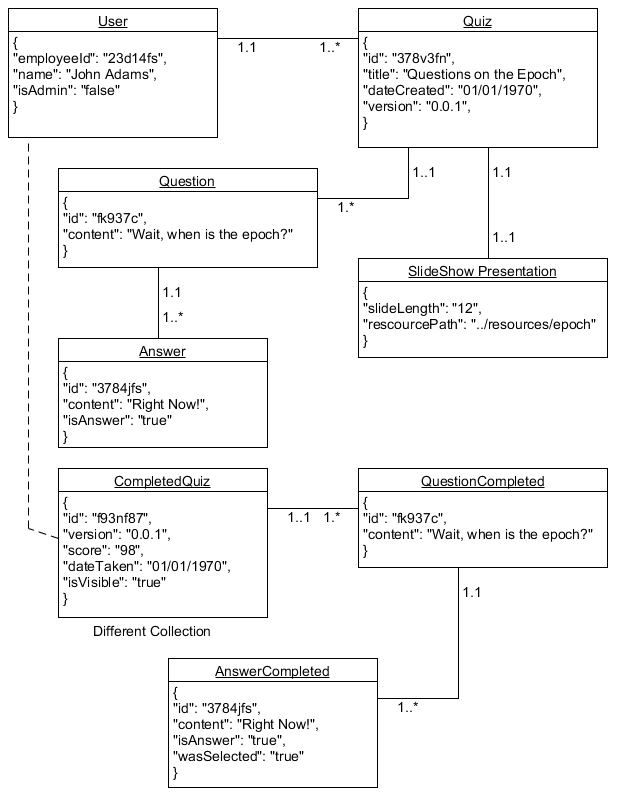 User
{
"employeeId": "23d14fs",
"name": "John Adams",
"isAdmin": "false"
}
1.1
1..*
Quiz
{
"id": "378v3fn",
"title": "Questions on the Epoch",
"dateCreated": "01/01/1970",
"version": "0.0.1",
}
1..1
1.*
1.1
1..1
Question
{
"id": "fk937c",
"content": "Wait, when is the epoch?"
}
1.1
1..*
SlideShow Presentation
{
"slideLength": "12",
"rescourcePath": "../resources/epoch"
}
Answer
{
"id": "3784jfs",
"content": "Right Now!",
"isAnswer": "true"
}
CompletedQuiz
{
"id": "f93nf87",
"version": "0.0.1",
"score": "98",
"dateTaken": "01/01/1970",
"isVisible": "true"
}
Different Collection
1..1
1.*
QuestionCompleted
{
"id": "fk937c",
"content": "Wait, when is the epoch?"
}
1.1
1..*
AnswerCompleted
{
"id": "3784jfs",
"content": "Right Now!",
"isAnswer": "true",
"wasSelected": "true"
}